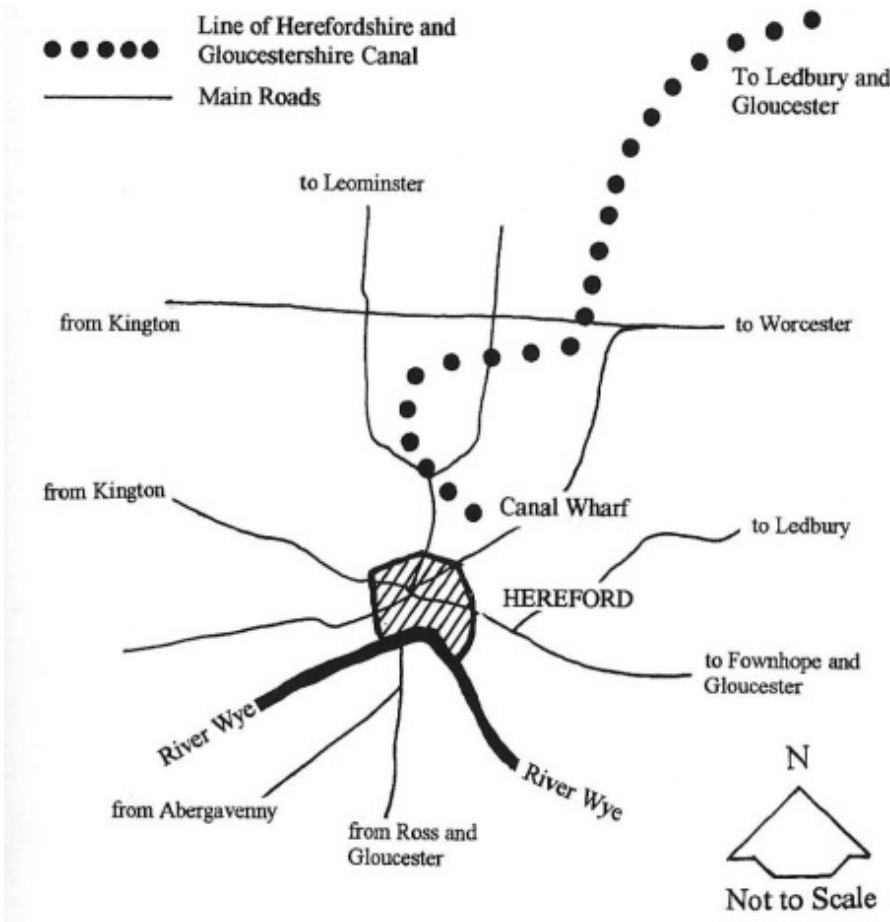 Line of Herefordshire and
Gloucestershire Canal
Main Roads
To Ledbury and
Gloucester
to Leominster
from Kington
to Worcester
from Kington
Canal Wharf
to Ledbury
HEREFORD
to Fownhope and
Gloucester
River Wye
River Wye
from Abergavenny
from Ross and
Gloucester
N
Not to Scale